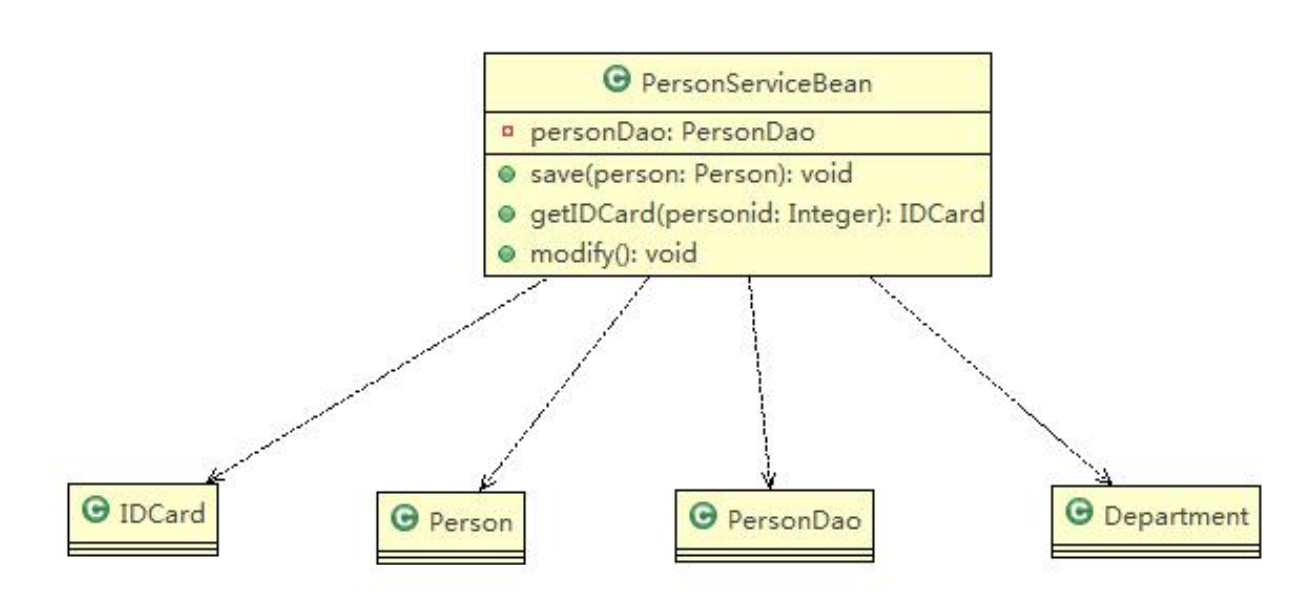 C PersonServiceBean
personDao: PersonDao
save(person: Person): void
getIDCard(personid: Integer): IDCard
modify(): void
C IDCard
C Person
C PersonDao
C Department